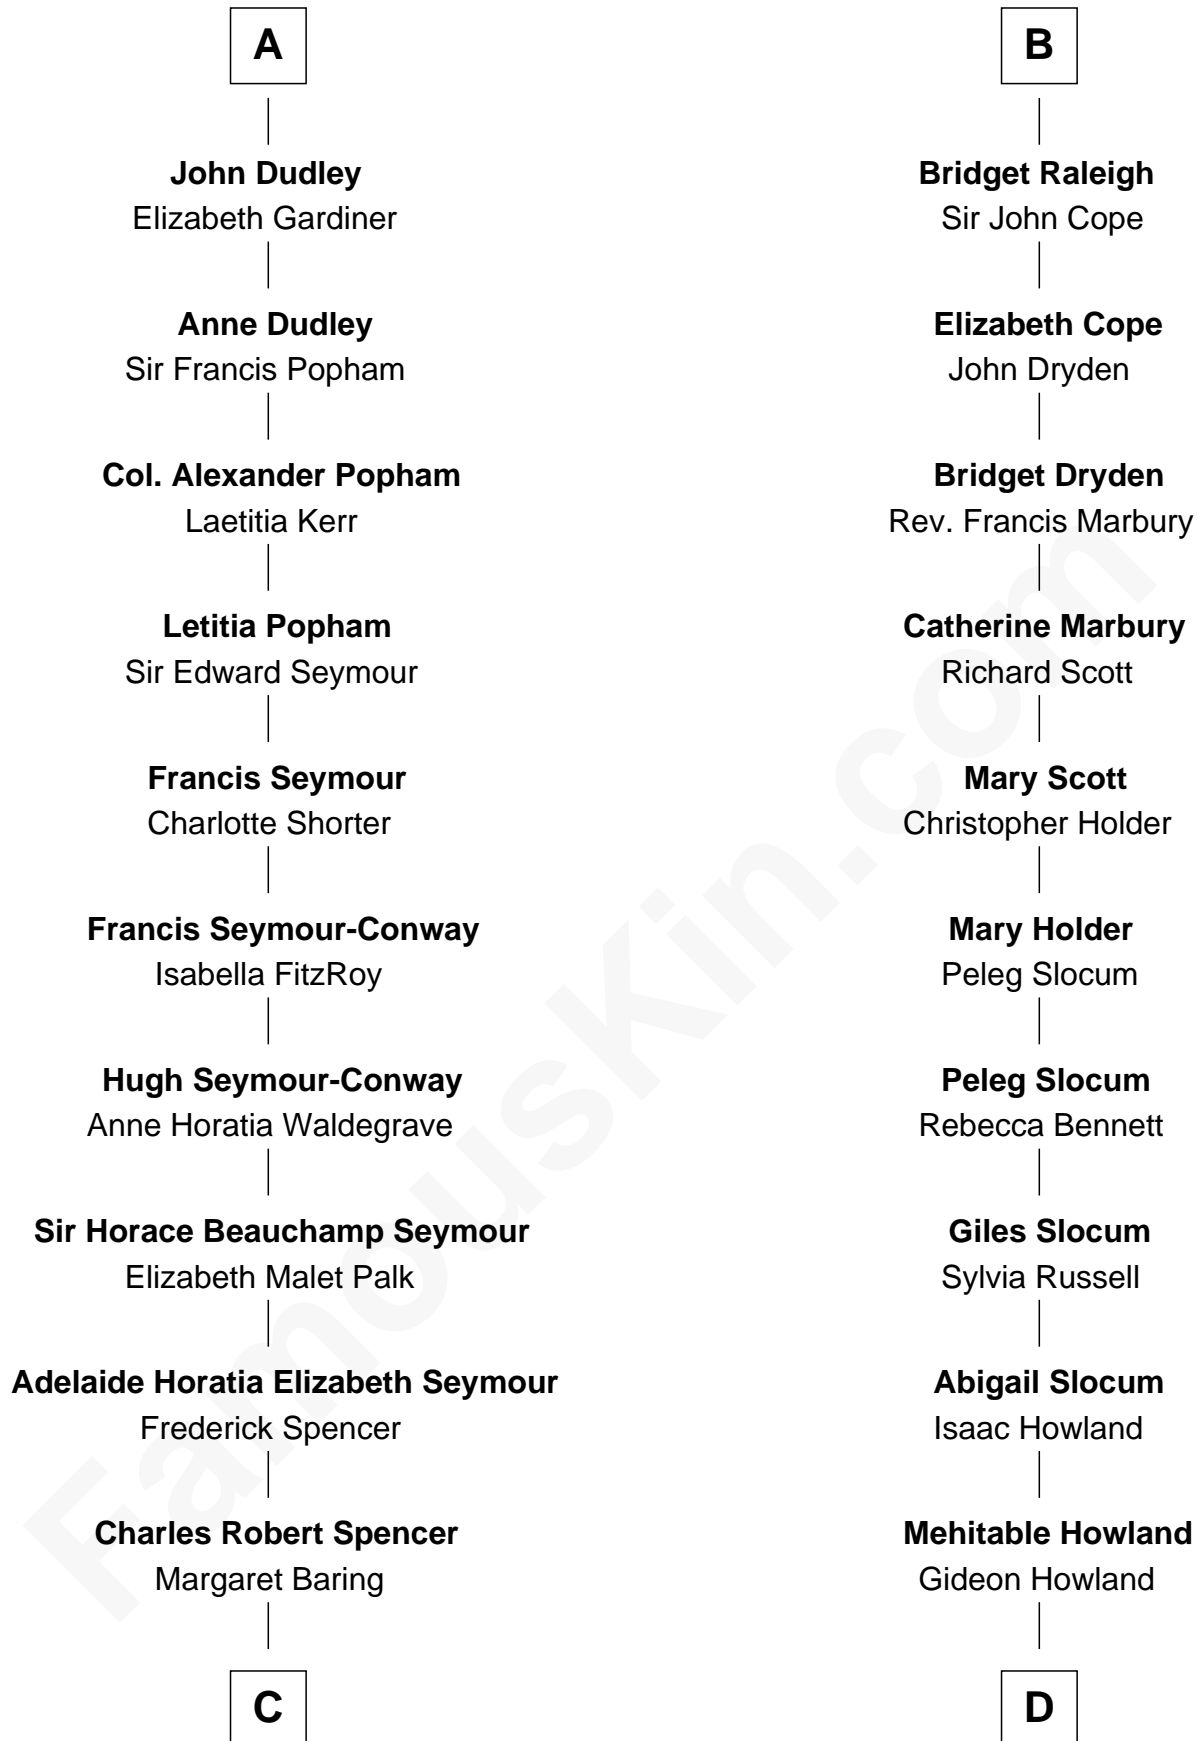 A
John Dudley
Elizabeth Gardiner
Anne Dudley
Sir Francis Popham
Col. Alexander Popham
Laetitia Kerr
Letitia Popham
Sir Edward Seymour
Francis Seymour
Charlotte Shorter
Francis Seymour-Conway
Isabella FitzRoy
Hugh Seymour-Conway
Anne Horatia Waldegrave
Sir Horace Beauchamp Seymour
Elizabeth Malet Palk
Adelaide Horatia Elizabeth Seymour
Frederick Spencer
Charles Robert Spencer
Margaret Baring
C
B
Bridget Raleigh
Sir John Cope
Elizabeth Cope
John Dryden
Bridget Dryden
Rev. Francis Marbury
Catherine Marbury
Richard Scott
Mary Scott
Christopher Holder
Mary Holder
Peleg Slocum
Peleg Slocum
Rebecca Bennett
Giles Slocum
Sylvia Russell
Abigail Slocum
Isaac Howland
Mehitable Howland
Gideon Howland
D
FamousKin.com